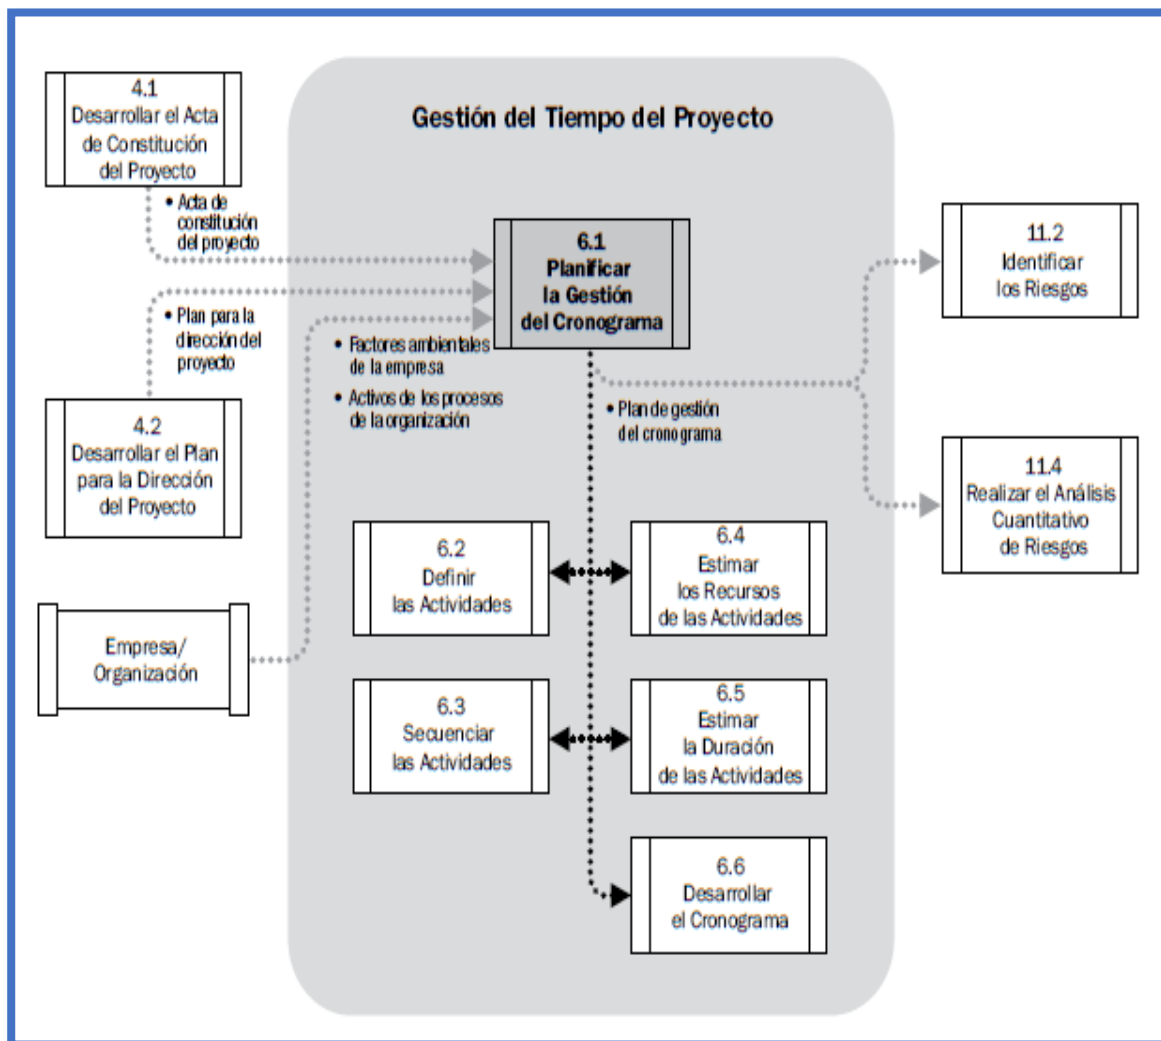 Gestión del Tiempo del Proyecto
4.1
Desarrollar el Acta
de Constitución
del Proyecto
• Acta de
constitución
del proyecto
• Plan para la
dirección del
proyecto
4.2
Desarrollar el Plan
para la Dirección
del Proyecto
Empresa/
Organización
6.1
Planificar
la Gestión
del Cronograma
• Factores ambientales
de la empresa
• Activos de los procesos
de la organización
• Plan de gestión
del cronograma
6.2
Definir
las Actividades
6.4
Estimar
los Recursos
de las Actividades
6.3
Secuenciar
las Actividades
6.5
Estimar
la Duración
de las Actividades
6.6
Desarrollar
el Cronograma
11.2
Identificar
los Riesgos
11.4
Realizar el Análisis
Cuantitativo
de Riesgos